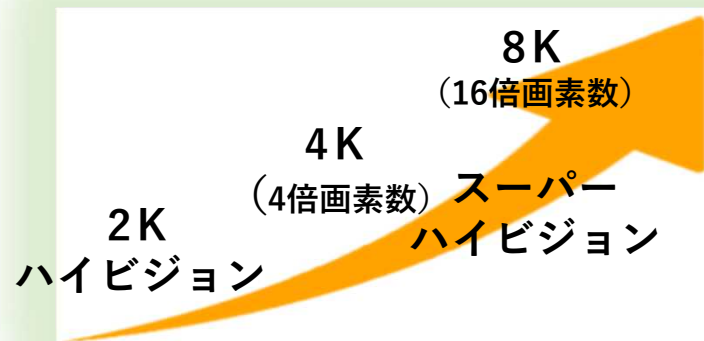 8K
（16倍画素数）
4K
（4倍画素数）
スーパー
ハイビジョン
2K
ハイビジョン